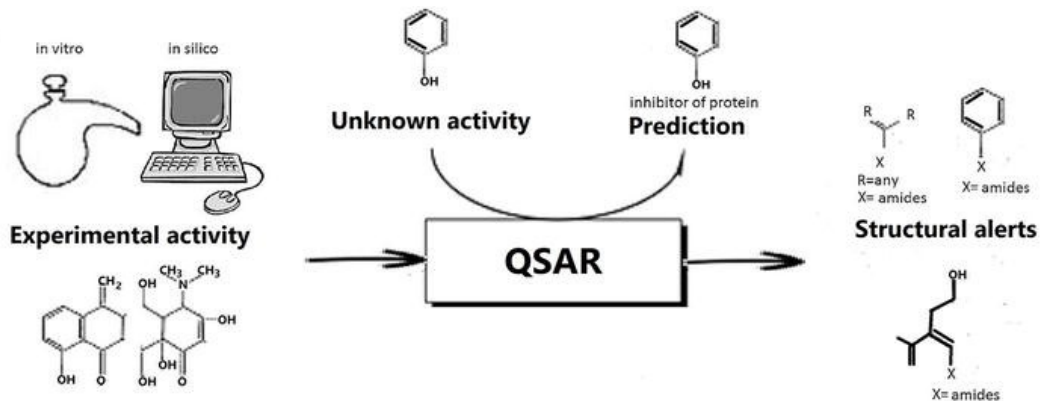 in vitro
in silico
Experimental activity
CH2
OH
O
CH3
CH3
N
OH
OH
OH
OH
O
OH
Unknown activity
OH
inhibitor of protein
Prediction
QSAR
R
R
X
R=any
X= amides
X
X= amides
Structural alerts
OH
X
X= amides